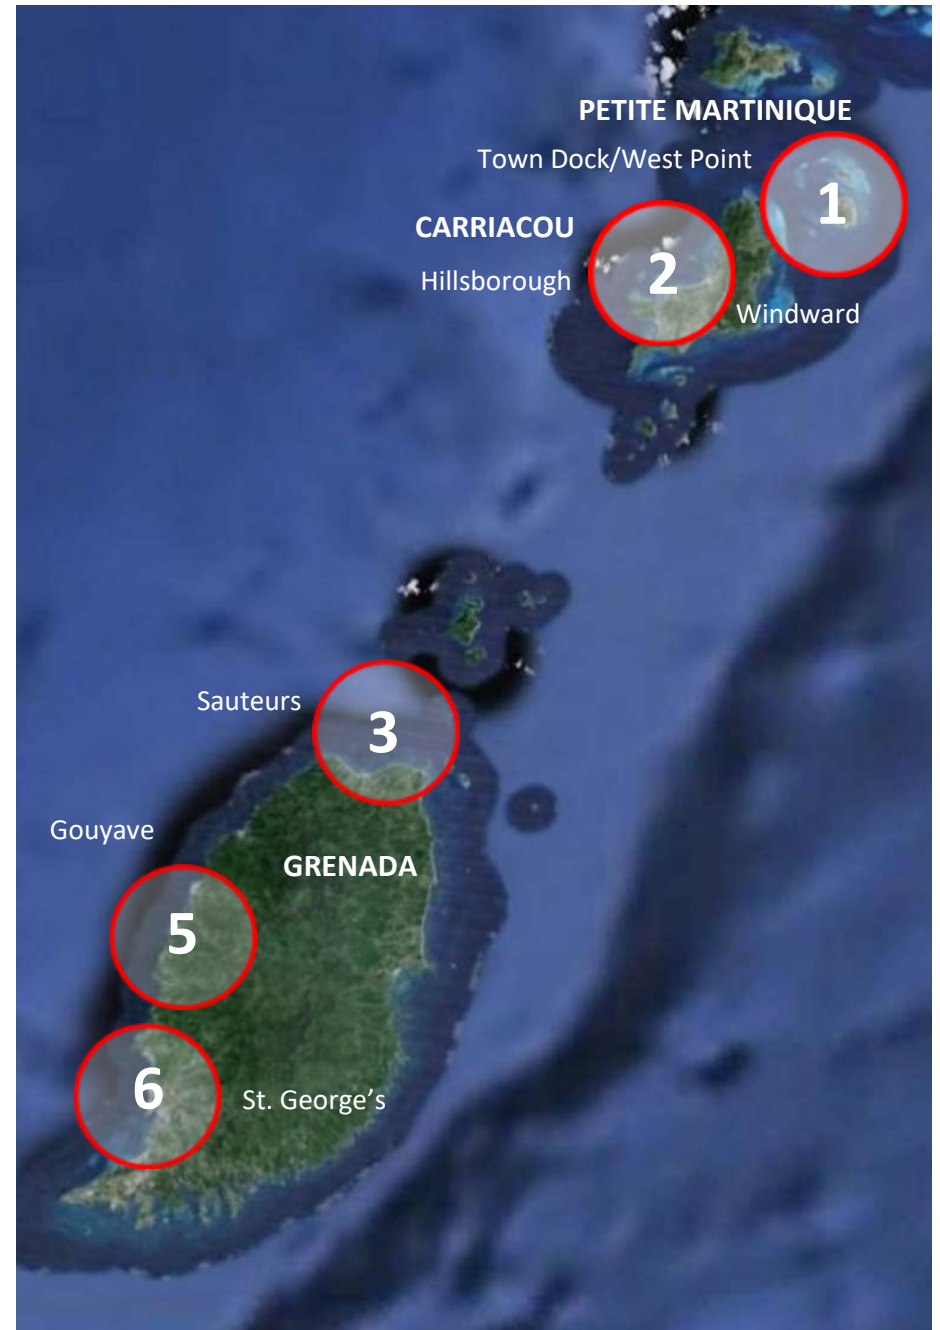 PETITE MARTINIQUE
Town Dock/West Point
1
CARRIACOU
2
Hillsborough
Windward
Sauteurs
3
Gouyave
GRENADA
5
6
St. George’s